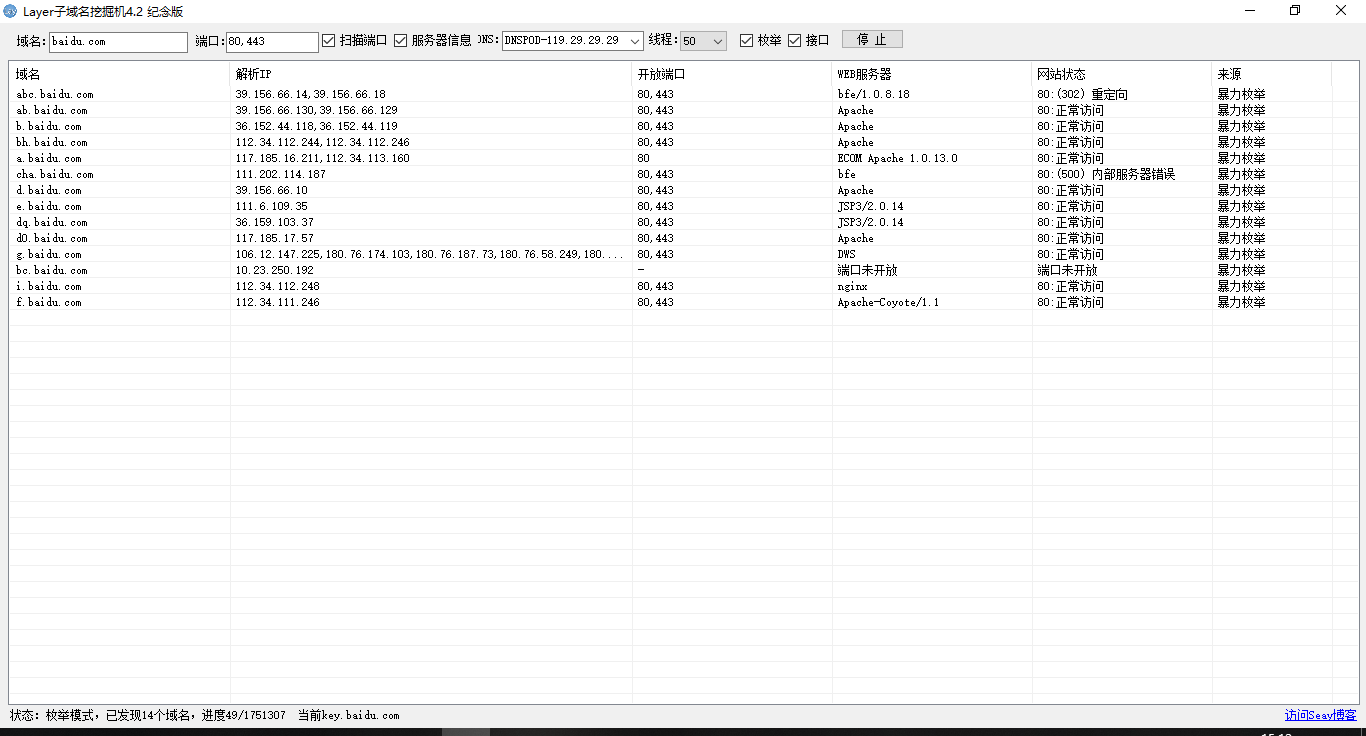 Layer子域名挖掘机4.2 纪念版
域名: baidu.com 端口: 80,443 扫描端口 服务器信息 DNS: DNSPOD-119.29.29.29 线程: 50 枚举 接口 停 止
域名 解析IP 开放端口 WEB服务器 网站状态 来源
abc.baidu.com 39.156.66.14,39.156.66.18 80,443 bfe/1.0.8.18 80:(302) 重定向 暴力枚举
ab.baidu.com 39.156.66.130,39.156.66.129 80,443 Apache 80:正常访问 暴力枚举
b.baidu.com 36.152.44.118,36.152.44.119 80,443 Apache 80:正常访问 暴力枚举
bh.baidu.com 112.34.112.244,112.34.112.246 80,443 Apache 80:正常访问 暴力枚举
a.baidu.com 117.185.16.211,112.34.113.160 80 ECOM Apache 1.0.13.0 80:正常访问 暴力枚举
cha.baidu.com 111.202.114.187 80,443 bfe 80:(500) 内部服务器错误 暴力枚举
d.baidu.com 39.156.66.10 80,443 Apache 80:正常访问 暴力枚举
e.baidu.com 111.6.109.35 80,443 JSP3/2.0.14 80:正常访问 暴力枚举
dq.baidu.com 36.159.103.37 80,443 JSP3/2.0.14 80:正常访问 暴力枚举
d0.baidu.com 117.185.17.57 80,443 Apache 80:正常访问 暴力枚举
g.baidu.com 106.12.147.225,180.76.174.103,180.76.187.73,180.76.58.249,180.... 80,443 DWS 80:正常访问 暴力枚举
bc.baidu.com 10.23.250.192 - 端口未开放 端口未开放 暴力枚举
i.baidu.com 112.34.112.248 80,443 nginx 80:正常访问 暴力枚举
f.baidu.com 112.34.111.246 80,443 Apache-Coyote/1.1 80:正常访问 暴力枚举
状态: 枚举模式，已发现14个域名，进度49/1751307 当前key.baidu.com 访问Seay博客